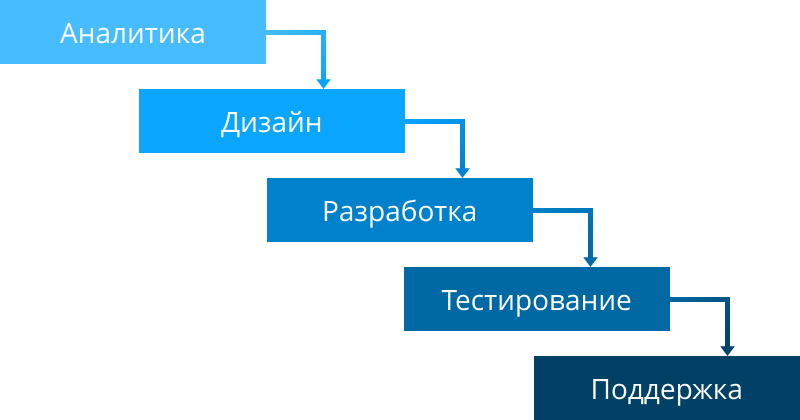 Аналитика
Дизайн
Разработка
Тестирование
Поддержка